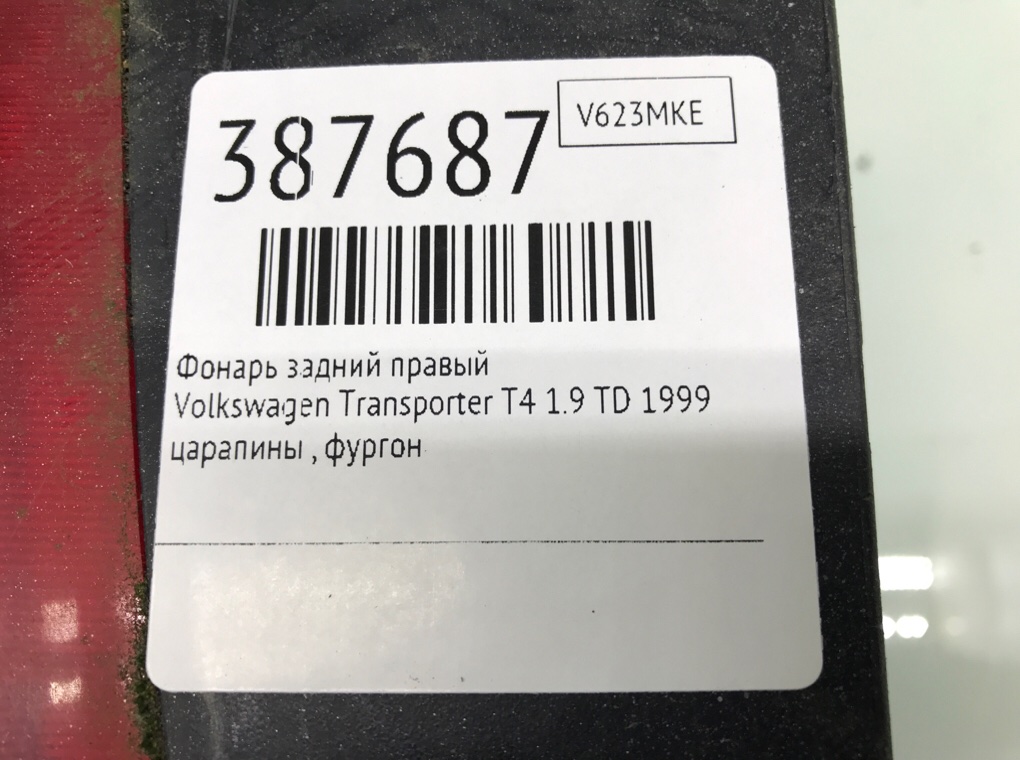 387687
V623MKE
Фонарь задний правый
Volkswagen Transporter T4 1.9 TD 1999
царапины , фургон